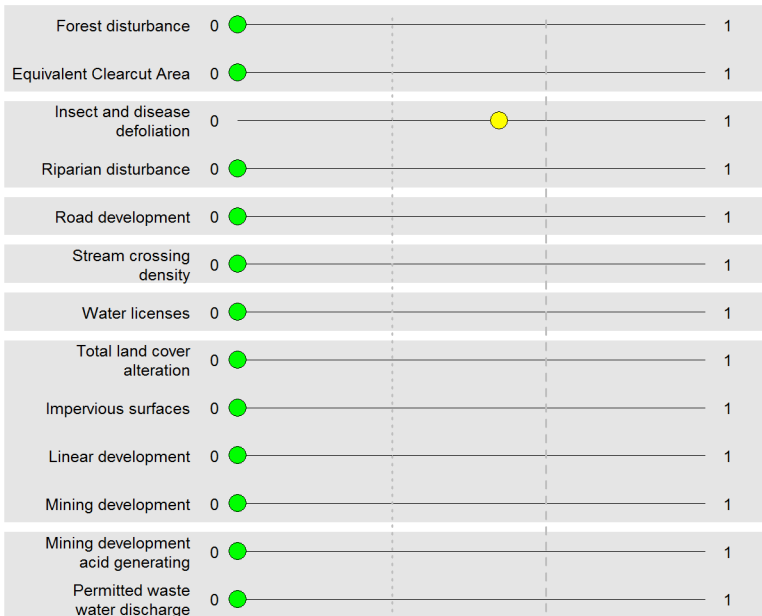 Forest disturbance 0 1
Equivalent Clearcut Area 0 1
Insect and disease
defoliation 0 1
Riparian disturbance 0 1
Road development 0 1
Stream crossing
density 0 1
Water licenses 0 1
Total land cover
alteration 0 1
Impervious surfaces 0 1
Linear development 0 1
Mining development 0 1
Mining development
acid generating 0 1
Permitted waste
water discharge 0 1